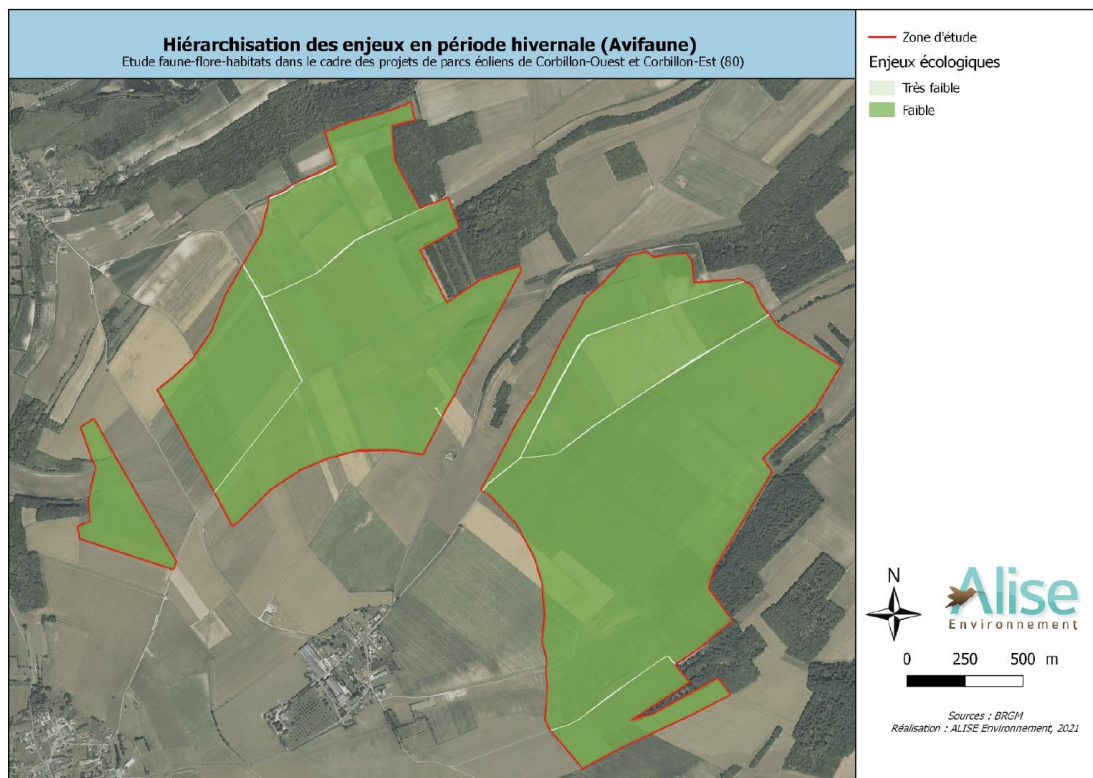 Hiérarchisation des enjeux en période hivernale (Avifaune)
Etude faune-flore-habitats dans le cadre des projets de parcs éoliens de Corbillon-Ouest et Corbillon-Est (80)
Zone d'étude
Enjeux écologiques
Très faible
Faible
N
Alise
Environnement
0 250 500 m
Sources : BRGM
Réalisation : ALISE Environnement, 2021